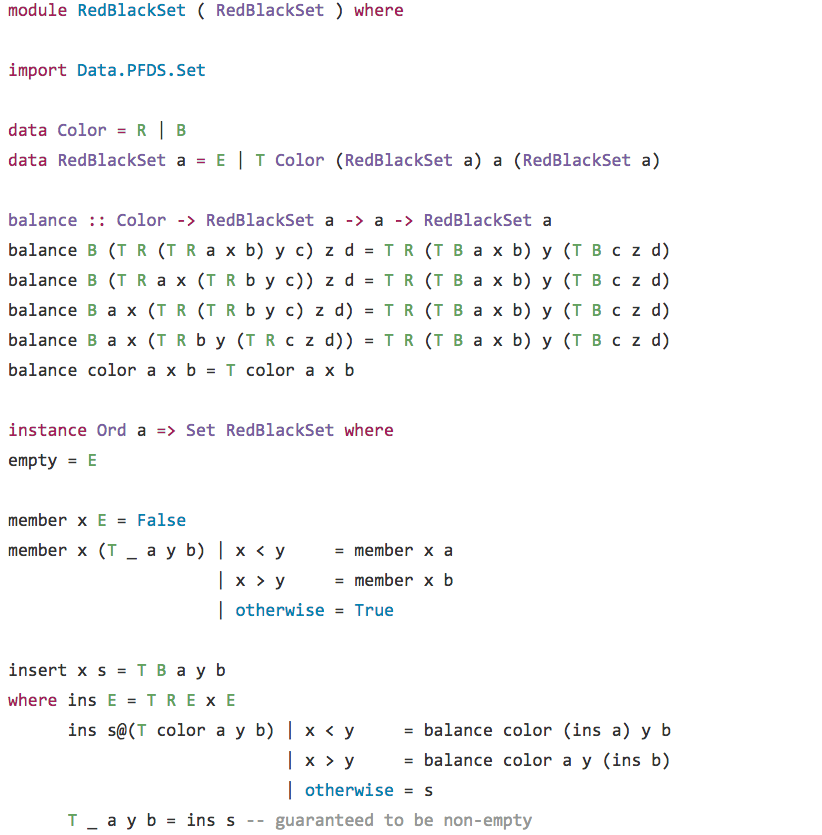 module RedBlackSet ( RedBlackSet ) where
import Data.PFDS.Set
data Color = R | B
data RedBlackSet a = E | T Color (RedBlackSet a) a (RedBlackSet a)
balance :: Color -> RedBlackSet a -> a -> RedBlackSet a
balance B (T R (T R a x b) y c) z d = T R (T B a x b) y (T B c z d)
balance B (T R a x (T R b y c)) z d = T R (T B a x b) y (T B c z d)
balance B a x (T R (T R b y c) z d) = T R (T B a x b) y (T B c z d)
balance B a x (T R b y (T R c z d)) = T R (T B a x b) y (T B c z d)
balance color a x b = T color a x b
instance Ord a => Set RedBlackSet where
empty = E
member x E = False
member x (T _ a y b) | x < y     = member x a
                     | x > y     = member x b
                     | otherwise = True
insert x s = T B a y b
where ins E = T R E x E
      ins s@(T color a y b) | x < y     = balance color (ins a) y b
                            | x > y     = balance color a y (ins b)
                            | otherwise = s
      T _ a y b = ins s -- guaranteed to be non-empty